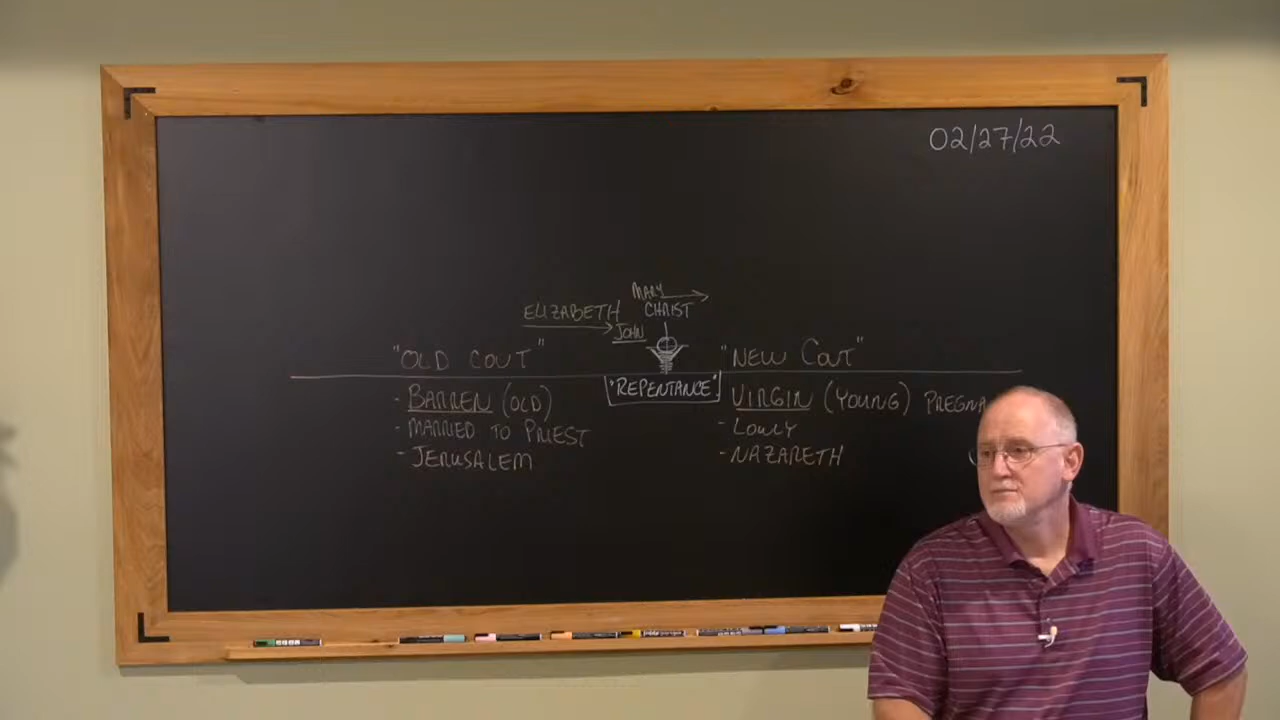 02/27/22
MARY
CHRIST
ELIZABETH
JOHN
"OLD COVT"
"NEW COVT"
"REPENTANCE"
- BARREN (OLD)
- MARRIED TO PRIEST
- JERUSALEM
VIRGIN (YOUNG) PREGNA
- LOWLY
- NAZARETH